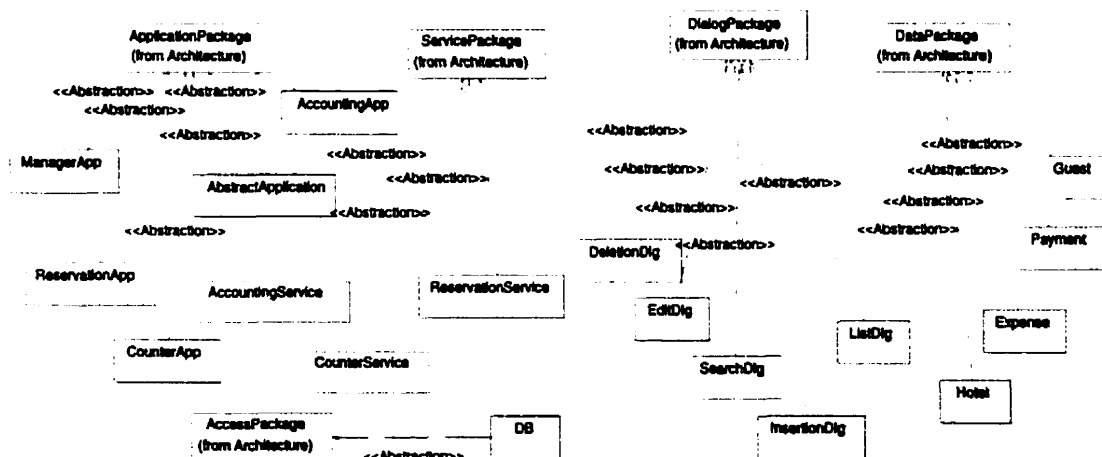 ApplicationPackage
(from Architecture)
ServicePackage
(from Architecture)
DialogPackage
(from Architecture)
DataPackage
(from Architecture)
<<Abstraction>> <<Abstraction>>
<<Abstraction>>
AccountingApp
<<Abstraction>>
<<Abstraction>>
<<Abstraction>>
<<Abstraction>>
ManagerApp
AbstractApplication
<<Abstraction>>
<<Abstraction>>
<<Abstraction>>
<<Abstraction>>
<<Abstraction>>
Guest
<<Abstraction>>
<<Abstraction>>
<<Abstraction>>
<<Abstraction>>
<<Abstraction>>
<<Abstraction>>
DeletionDlg
Payment
ReservationApp
AccountingService
ReservationService
EditDlg
ListDlg
Expense
CounterApp
CounterService
SearchDlg
Hotel
AccessPackage
(from Architecture)
DB
InsertionDlg
<<Abstraction>>